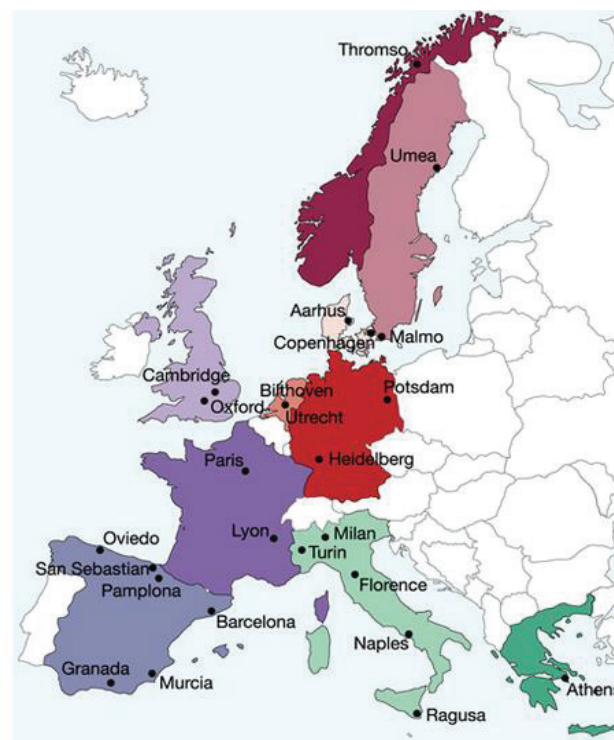 Thromso
Umea
Aarhus
Copenhagen
Malmo
Cambridge
Bilthoven
Potsdam
Oxford
Utrecht
Paris
Heidelberg
Lyon
Milan
Turin
Oviedo
San Sebastian
Pamplona
Florence
Barcelona
Naples
Granada
Murcia
Athens
Ragusa